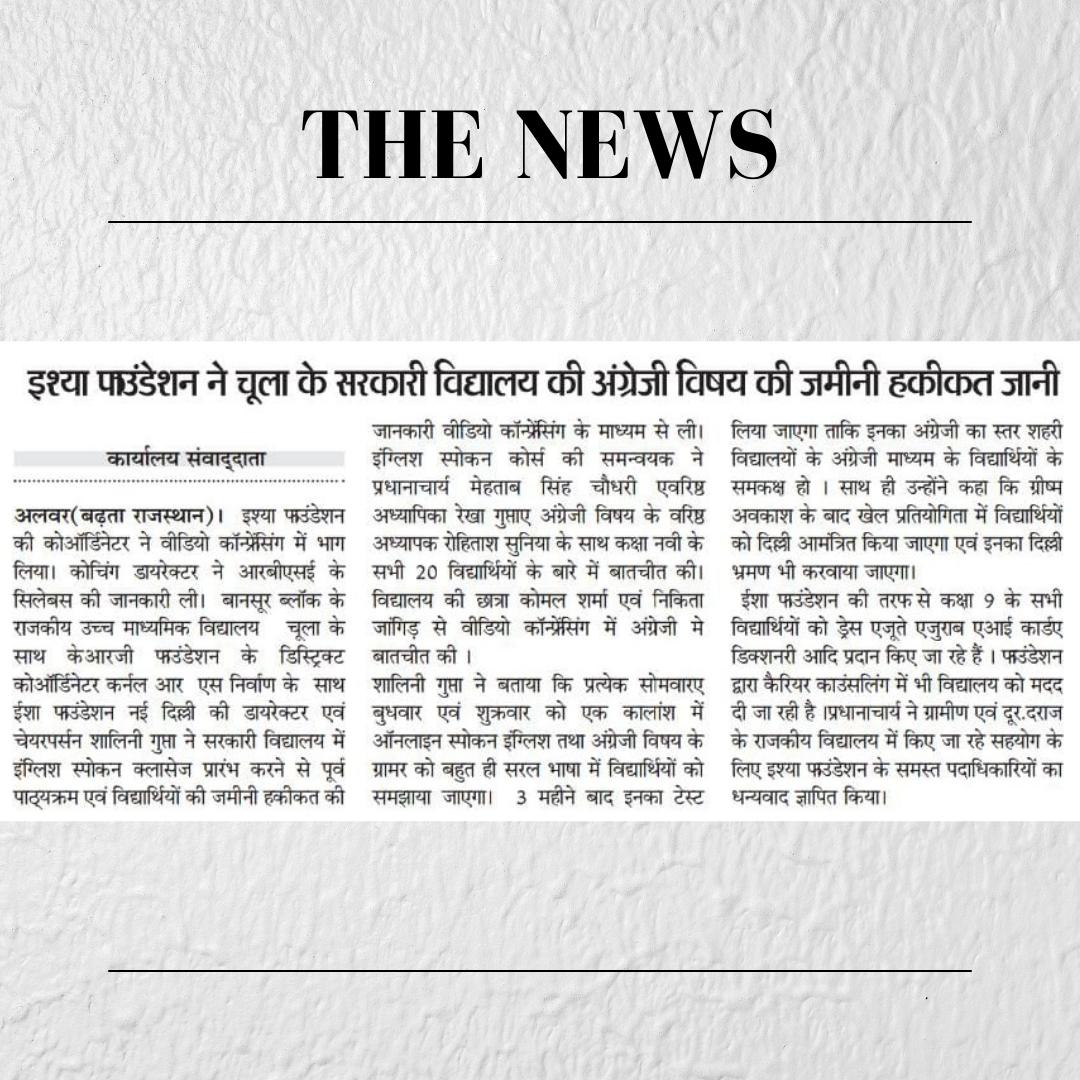 THE NEWS
इश्या फाउंडेशन ने चूला के सरकारी विद्यालय की अंग्रेजी विषय की जमीनी हकीकत जानी
कार्यालय संवाद्दाता
अलवर(बढ़ता राजस्थान)। इश्या फाउंडेशन
की कोऑर्डिनेटर ने वीडियो कॉन्फ्रेंसिंग में भाग
लिया। कोचिंग डायरेक्टर ने आरबीएसई के
सिलेबस की जानकारी ली। बानसूर ब्लॉक के
राजकीय उच्च माध्यमिक विद्यालय चूला के
साथ केआरजी फाउंडेशन के डिस्ट्रिक्ट
कोऑर्डिनेटर कर्नल आर एस निर्वाण के साथ
ईशा फाउंडेशन नई दिल्ली की डायरेक्टर एवं
चेयरपर्सन शालिनी गुप्ता ने सरकारी विद्यालय में
इंग्लिश स्पोकन क्लासेज प्रारंभ करने से पूर्व
पाठ्यक्रम एवं विद्यार्थियों की जमीनी हकीकत की
जानकारी वीडियो कॉन्फ्रेंसिंग के माध्यम से ली।
इंग्लिश स्पोकन कोर्स की समन्वयक ने
प्रधानाचार्य मेहताब सिंह चौधरी एवरिष्ठ
अध्यापिका रेखा गुप्ताए अंग्रेजी विषय के वरिष्ठ
अध्यापक रोहिताश सुनिया के साथ कक्षा नवी के
सभी 20 विद्यार्थियों के बारे में बातचीत की।
विद्यालय की छात्रा कोमल शर्मा एवं निकिता
जांगिड़ से वीडियो कॉन्फ्रेंसिंग में अंग्रेजी मे
बातचीत की ।
शालिनी गुप्ता ने बताया कि प्रत्येक सोमवारए
बुधवार एवं शुक्रवार को एक कालांश में
ऑनलाइन स्पोकन इंग्लिश तथा अंग्रेजी विषय के
ग्रामर को बहुत ही सरल भाषा में विद्यार्थियों को
समझाया जाएगा। 3 महीने बाद इनका टेस्ट
लिया जाएगा ताकि इनका अंग्रेजी का स्तर शहरी
विद्यालयों के अंग्रेजी माध्यम के विद्यार्थियों के
समकक्ष हो । साथ ही उन्होंने कहा कि ग्रीष्म
अवकाश के बाद खेल प्रतियोगिता में विद्यार्थियों
को दिल्ली आमंत्रित किया जाएगा एवं इनका दिल्ली
भ्रमण भी करवाया जाएगा।
ईशा फाउंडेशन की तरफ से कक्षा 9 के सभी
विद्यार्थियों को ड्रेस एजूते एजुराब एआई कार्डए
डिक्शनरी आदि प्रदान किए जा रहे हैं । फाउंडेशन
द्वारा कैरियर काउंसलिंग में भी विद्यालय को मदद
दी जा रही है ।प्रधानाचार्य ने ग्रामीण एवं दूर.दराज
के राजकीय विद्यालय में किए जा रहे सहयोग के
लिए इश्या फाउंडेशन के समस्त पदाधिकारियों का
धन्यवाद ज्ञापित किया।